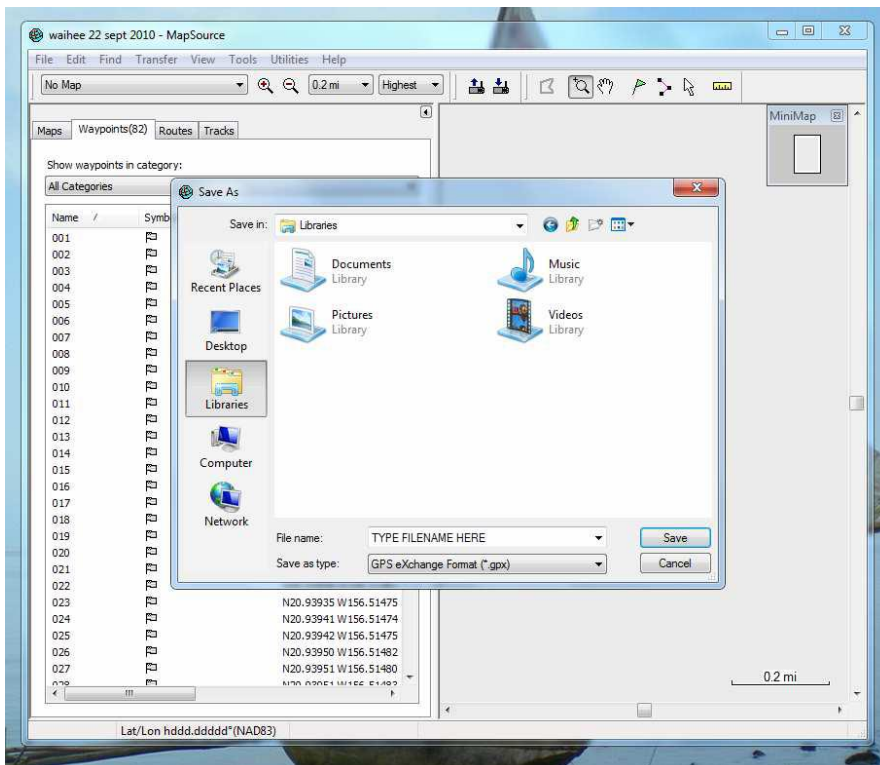 waihee 22 sept 2010 - MapSource
File Edit Find Transfer View Tools Utilities Help
No Map 0.2 mi Highest
MiniMap
Maps Waypoints(82) Routes Tracks
Show waypoints in category:
All Categories
Name / Symb
001
002
003
004
005
006
007
008
009
010
011
012
013
014
015
016
017
018
019
020
021
022
023 N20.93935 W156.51475
024 N20.93941 W156.51474
025 N20.93942 W156.51475
026 N20.93950 W156.51482
027 N20.93951 W156.51480
Save As
Save in: Libraries
Recent Places
Desktop
Libraries
Computer
Network
Documents
Library
Music
Library
Pictures
Library
Videos
Library
File name: TYPE FILENAME HERE Save
Save as type: GPS eXchange Format (*.gpx) Cancel
0.2 mi
Lat/Lon hddd.ddddd°(NAD83)